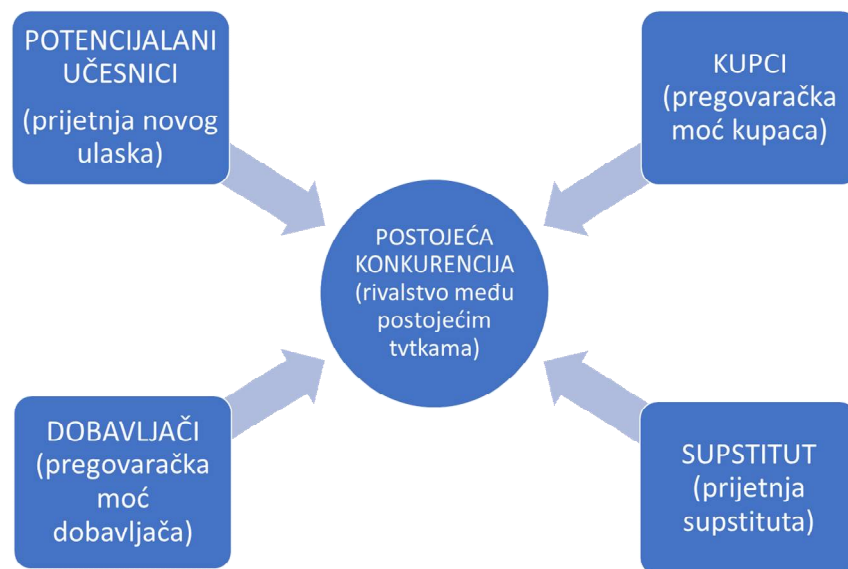 POTENCIJALANI
UČESNICI
(prijetnja novog
ulaska)
KUPCI
(pregovaračka
moć kupaca)
POSTOJEĆA
KONKURENCIJA
(rivalstvo među
postojećim
tvtkama)
DOBAVLJAČI
(pregovaračka
moć
dobavljača)
SUPSTITUT
(prijetnja
supstituta)